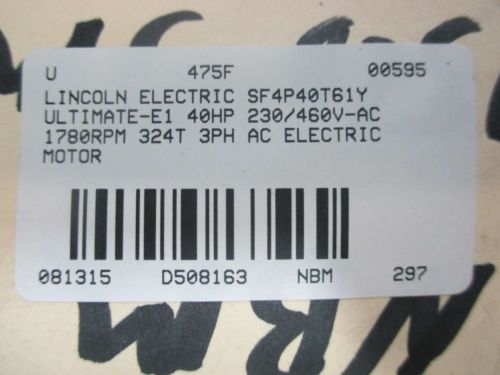 U 475F 00595
LINCOLN ELECTRIC SF4P40T61Y
ULTIMATE-E1 40HP 230/460V-AC
1780RPM 324T 3PH AC ELECTRIC
MOTOR
081315 D508163 NBM 297
NBM